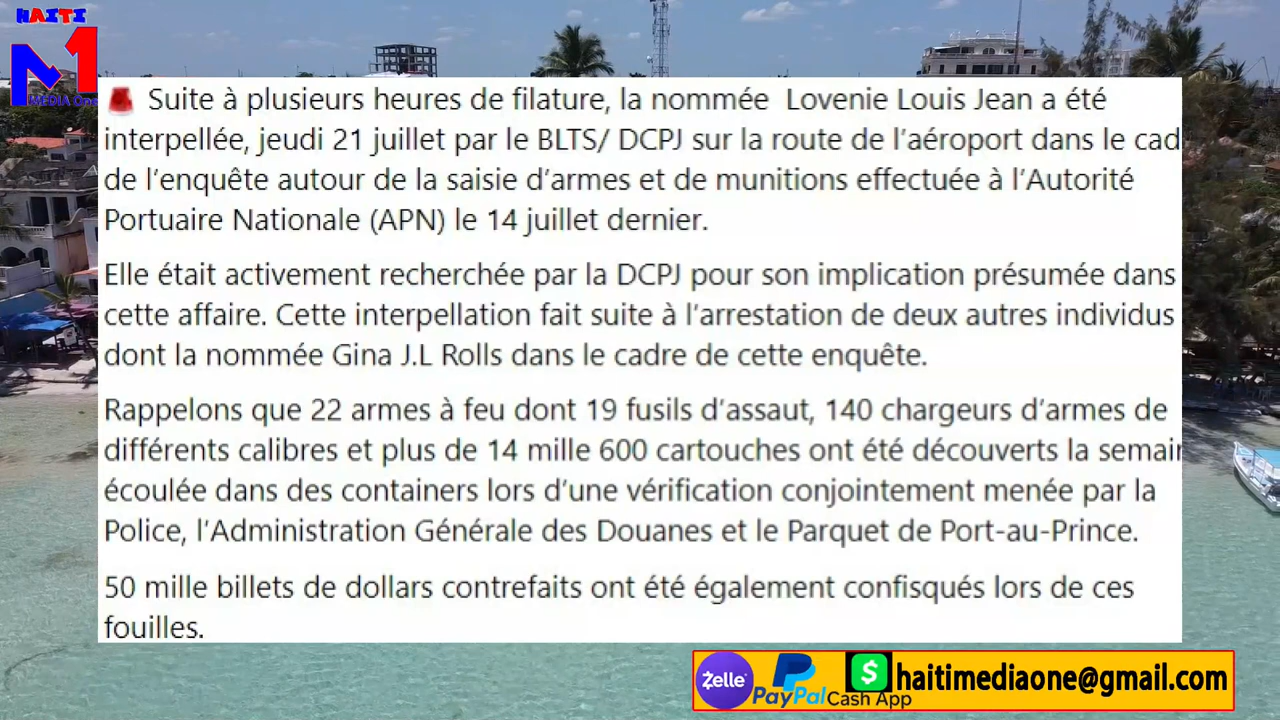 HAITI
M1
MEDIA One
🚨 Suite à plusieurs heures de filature, la nommée Lovenie Louis Jean a été
interpellée, jeudi 21 juillet par le BLTS/ DCPJ sur la route de l’aéroport dans le cad
de l’enquête autour de la saisie d’armes et de munitions effectuée à l’Autorité
Portuaire Nationale (APN) le 14 juillet dernier.
Elle était activement recherchée par la DCPJ pour son implication présumée dans
cette affaire. Cette interpellation fait suite à l’arrestation de deux autres individus
dont la nommée Gina J.L Rolls dans le cadre de cette enquête.
Rappelons que 22 armes à feu dont 19 fusils d’assaut, 140 chargeurs d’armes de
différents calibres et plus de 14 mille 600 cartouches ont été découverts la semain
écoulée dans des containers lors d’une vérification conjointement menée par la
Police, l’Administration Générale des Douanes et le Parquet de Port-au-Prince.
50 mille billets de dollars contrefaits ont été également confisqués lors de ces
fouilles.
Zelle PayPal $ Cash App haitimediaone@gmail.com